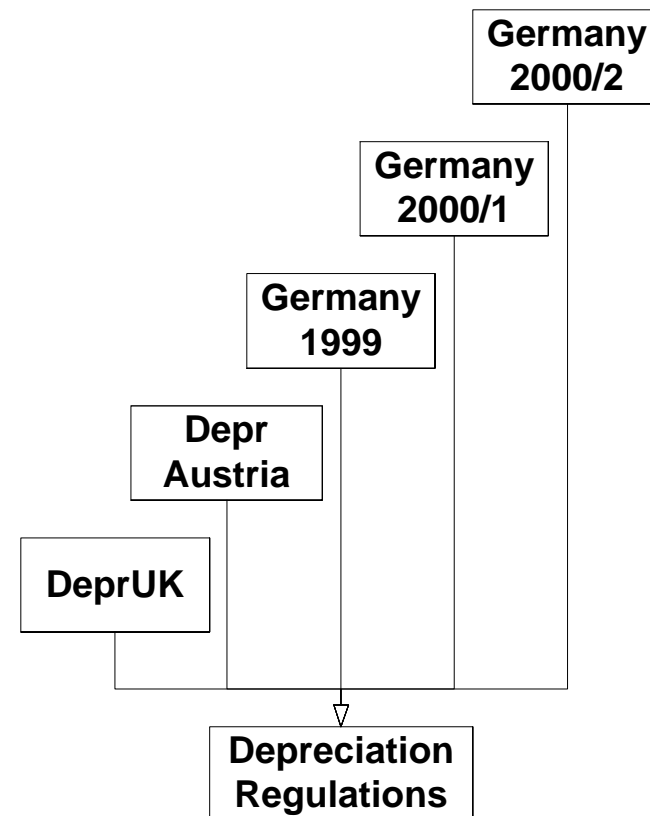 Germany
2000/2
Germany
2000/1
Germany
1999
Depr
Austria
DeprUK
Depreciation
Regulations